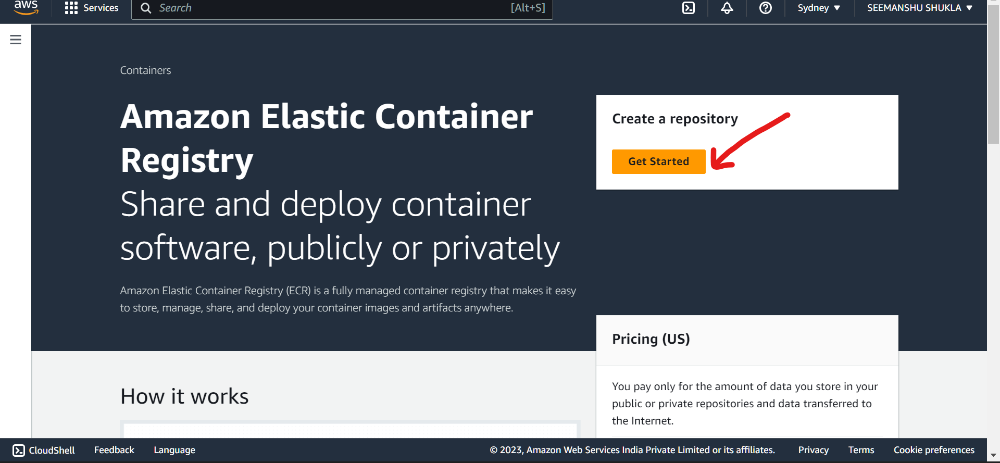 aws
Services
Search
[Alt+S]
Sydney
SEEMANSHU SHUKLA
Containers
Amazon Elastic Container
Registry
Share and deploy container
software, publicly or privately
Amazon Elastic Container Registry (ECR) is a fully managed container registry that makes it easy
to store, manage, share, and deploy your container images and artifacts anywhere.
Create a repository
Get Started
Pricing (US)
You pay only for the amount of data you store in your
public or private repositories and data transferred to
the Internet.
How it works
CloudShell
Feedback
Language
© 2023, Amazon Web Services India Private Limited or its affiliates.
Privacy
Terms
Cookie preferences